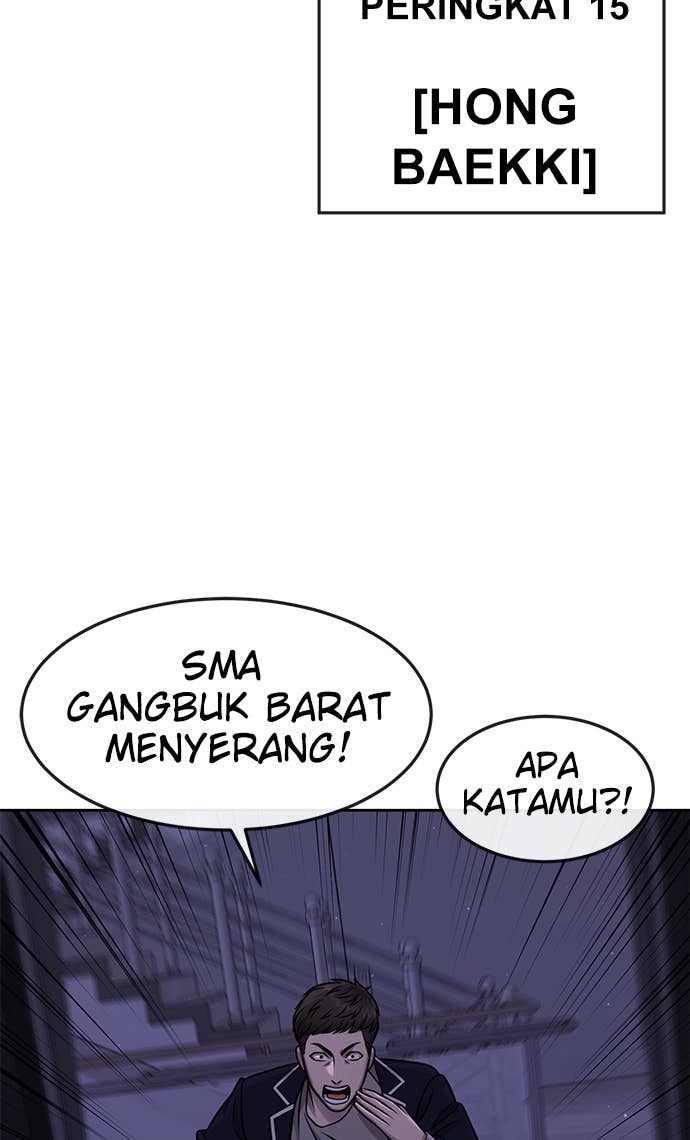 PERINGKAT 15
[HONG
BAEKKI]
SMA
GANGBUK BARAT
MENYERANG!
APA
KATAMU?!